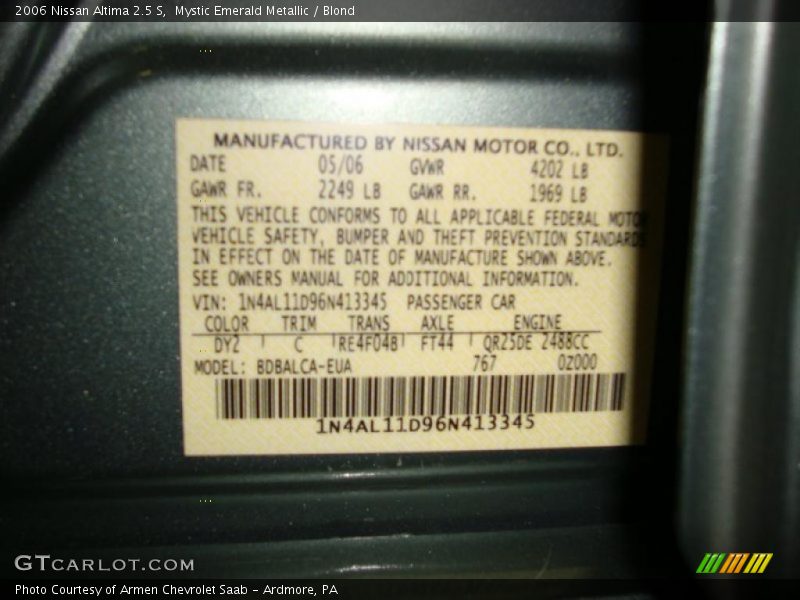 2006 Nissan Altima 2.5 S, Mystic Emerald Metallic / Blond
MANUFACTURED BY NISSAN MOTOR CO., LTD.
DATE 05/06 GVWR 4202 LB
GAWR FR. 2249 LB GAWR RR. 1969 LB
THIS VEHICLE CONFORMS TO ALL APPLICABLE FEDERAL MOTOR
VEHICLE SAFETY, BUMPER AND THEFT PREVENTION STANDARDS
IN EFFECT ON THE DATE OF MANUFACTURE SHOWN ABOVE.
SEE OWNERS MANUAL FOR ADDITIONAL INFORMATION.
VIN: 1N4AL11D96N413345 PASSENGER CAR
COLOR TRIM TRANS AXLE ENGINE
DY2 C RE4F04B FT44 QR25DE 2488CC
MODEL: BDBALCA-EUA 767 0Z000
1N4AL11D96N413345
GTCARLOT.COM
Photo Courtesy of Armen Chevrolet Saab - Ardmore, PA